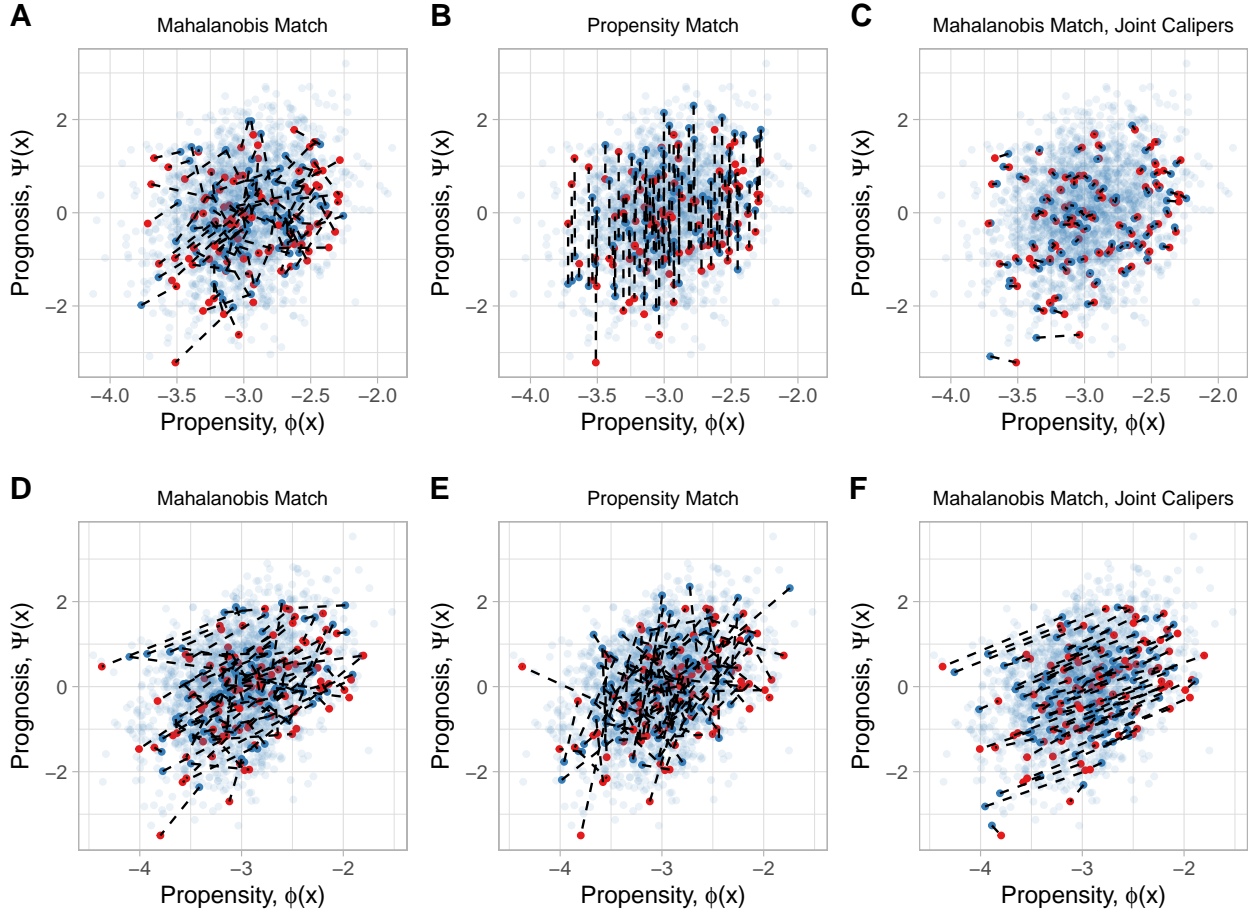 A
Mahalanobis Match
B
Propensity Match
C
Mahalanobis Match, Joint Calipers
Prognosis, Ψ(x)
2
0
−2
−4.0
−3.5
−3.0
−2.5
−2.0
Propensity, ϕ(x)
Prognosis, Ψ(x)
2
0
−2
−4.0
−3.5
−3.0
−2.5
−2.0
Propensity, ϕ(x)
Prognosis, Ψ(x)
2
0
−2
−4.0
−3.5
−3.0
−2.5
−2.0
Propensity, ϕ(x)
D
Mahalanobis Match
E
Propensity Match
F
Mahalanobis Match, Joint Calipers
Prognosis, Ψ(x)
2
0
−2
−4
−3
−2
Propensity, ϕ(x)
Prognosis, Ψ(x)
2
0
−2
−4
−3
−2
Propensity, ϕ(x)
Prognosis, Ψ(x)
2
0
−2
−4
−3
−2
Propensity, ϕ(x)